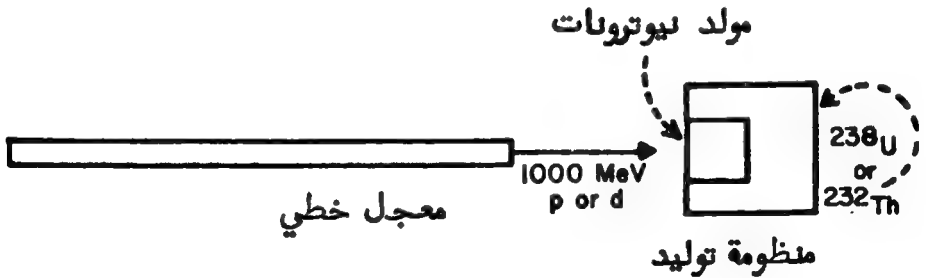 مولد نيوترونات
238U
or
232Th
1000 MeV
p or d
معجل خطي
منظومة توليد